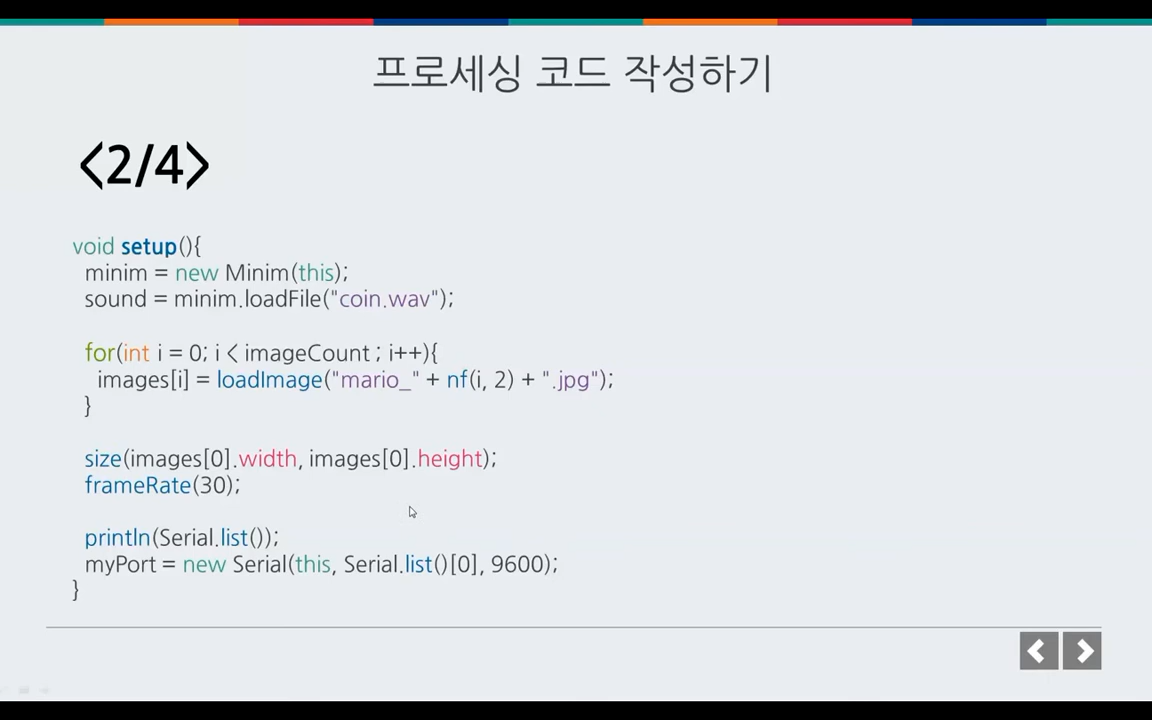 프로세싱 코드 작성하기
<2/4>
void setup(){
minim = new Minim(this);
sound = minim.loadFile("coin.wav");
for(int i = 0; i < imageCount ; i++){
images[i] = loadImage("mario_" + nf(i, 2) + ".jpg");
}
size(images[0].width, images[0].height);
frameRate(30);
println(Serial.list());
myPort = new Serial(this, Serial.list()[0], 9600);
}